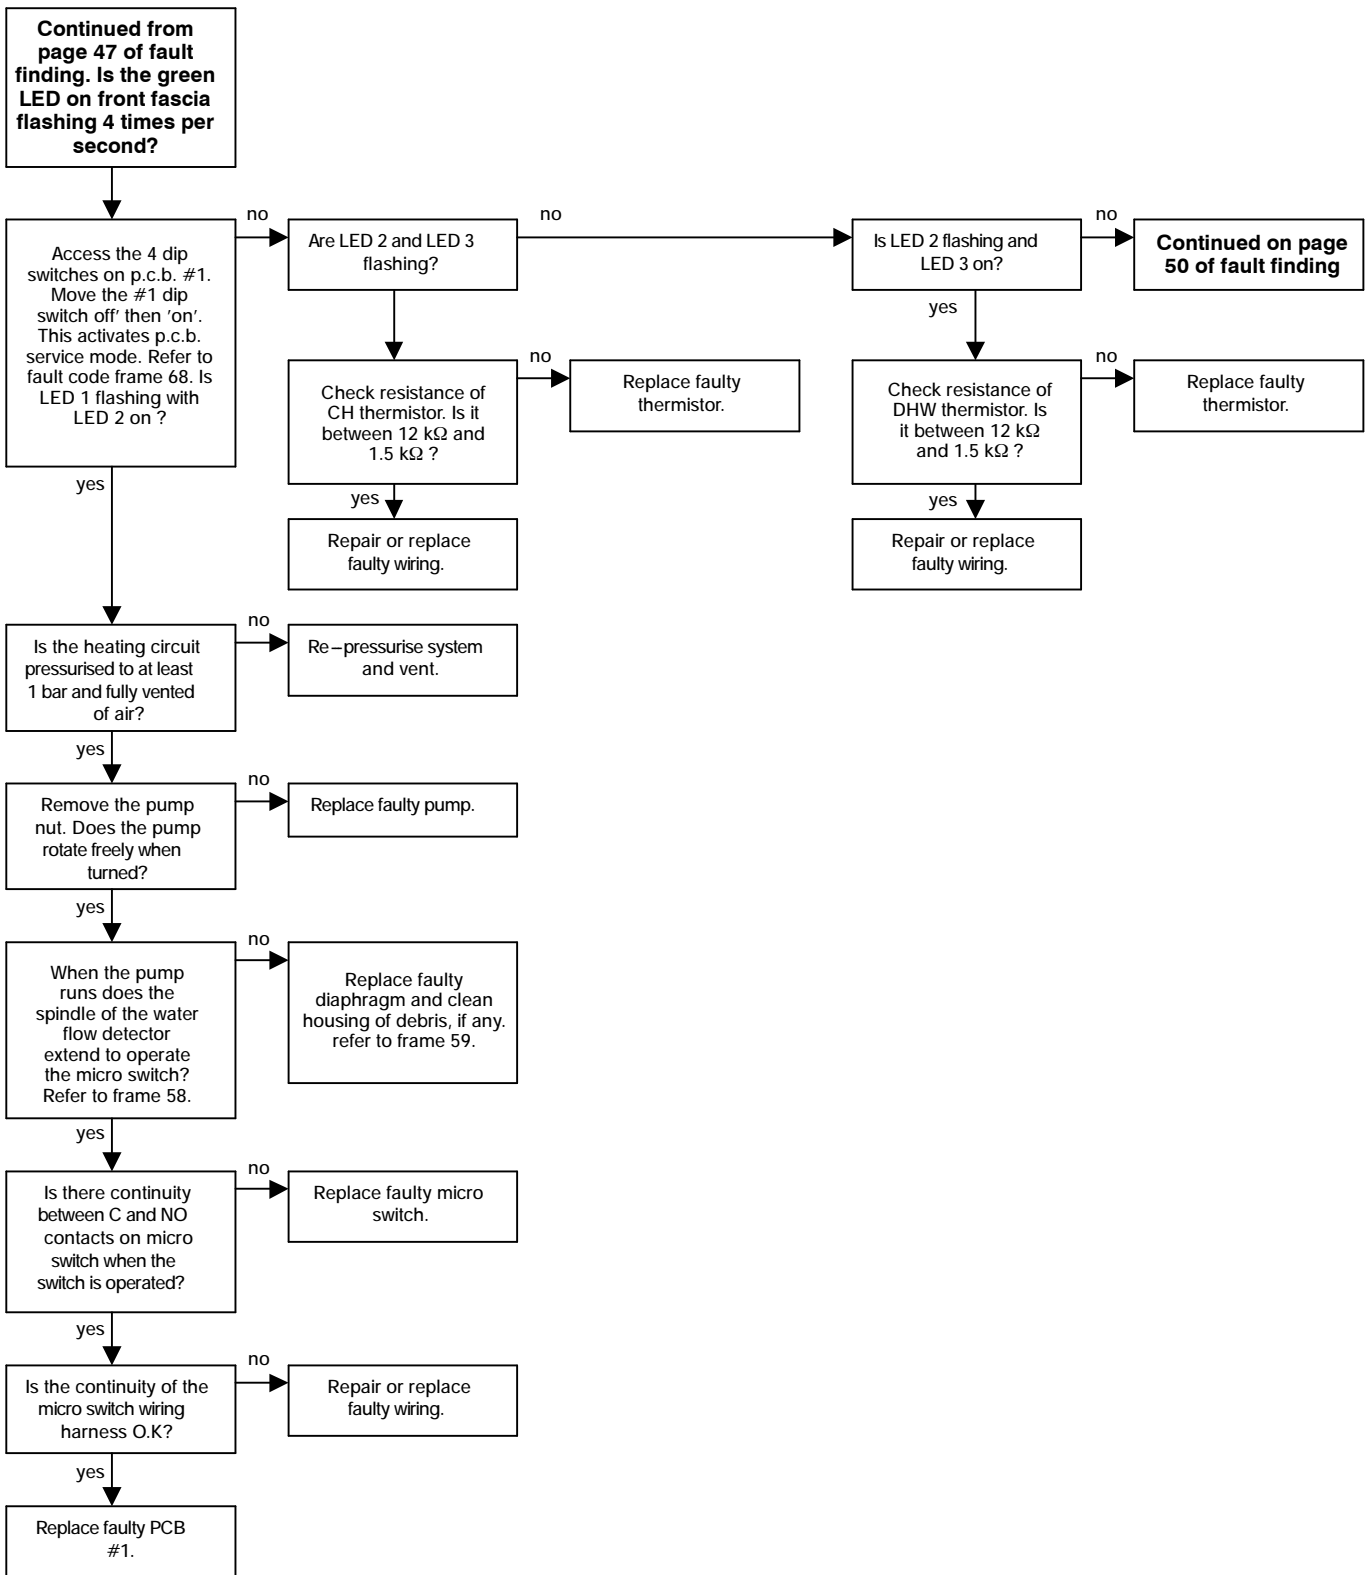 Continued from
page 47 of fault
finding. Is the green
LED on front fascia
flashing 4 times per
second?
Access the 4 dip
switches on p.c.b. #1.
Move the #1 dip
switch off' then 'on'.
This activates p.c.b.
service mode. Refer to
fault code frame 68. Is
LED 1 flashing with
LED 2 on ?
no
Are LED 2 and LED 3
flashing?
no
Is LED 2 flashing and
LED 3 on?
no
Continued on page
50 of fault finding
yes
Check resistance of
CH thermistor. Is it
between 12 kΩ and
1.5 kΩ ?
no
Replace faulty
thermistor.
Check resistance of
DHW thermistor. Is
it between 12 kΩ
and 1.5 kΩ ?
no
Replace faulty
thermistor.
yes
yes
yes
Repair or replace
faulty wiring.
Repair or replace
faulty wiring.
Is the heating circuit
pressurised to at least
1 bar and fully vented
of air?
no
Re-pressurise system
and vent.
yes
Remove the pump
nut. Does the pump
rotate freely when
turned?
no
Replace faulty pump.
yes
When the pump
runs does the
spindle of the water
flow detector
extend to operate
the micro switch?
Refer to frame 58.
no
Replace faulty
diaphragm and clean
housing of debris, if any.
refer to frame 59.
yes
Is there continuity
between C and NO
contacts on micro
switch when the
switch is operated?
no
Replace faulty micro
switch.
yes
Is the continuity of the
micro switch wiring
harness O.K?
no
Repair or replace
faulty wiring.
yes
Replace faulty PCB
#1.